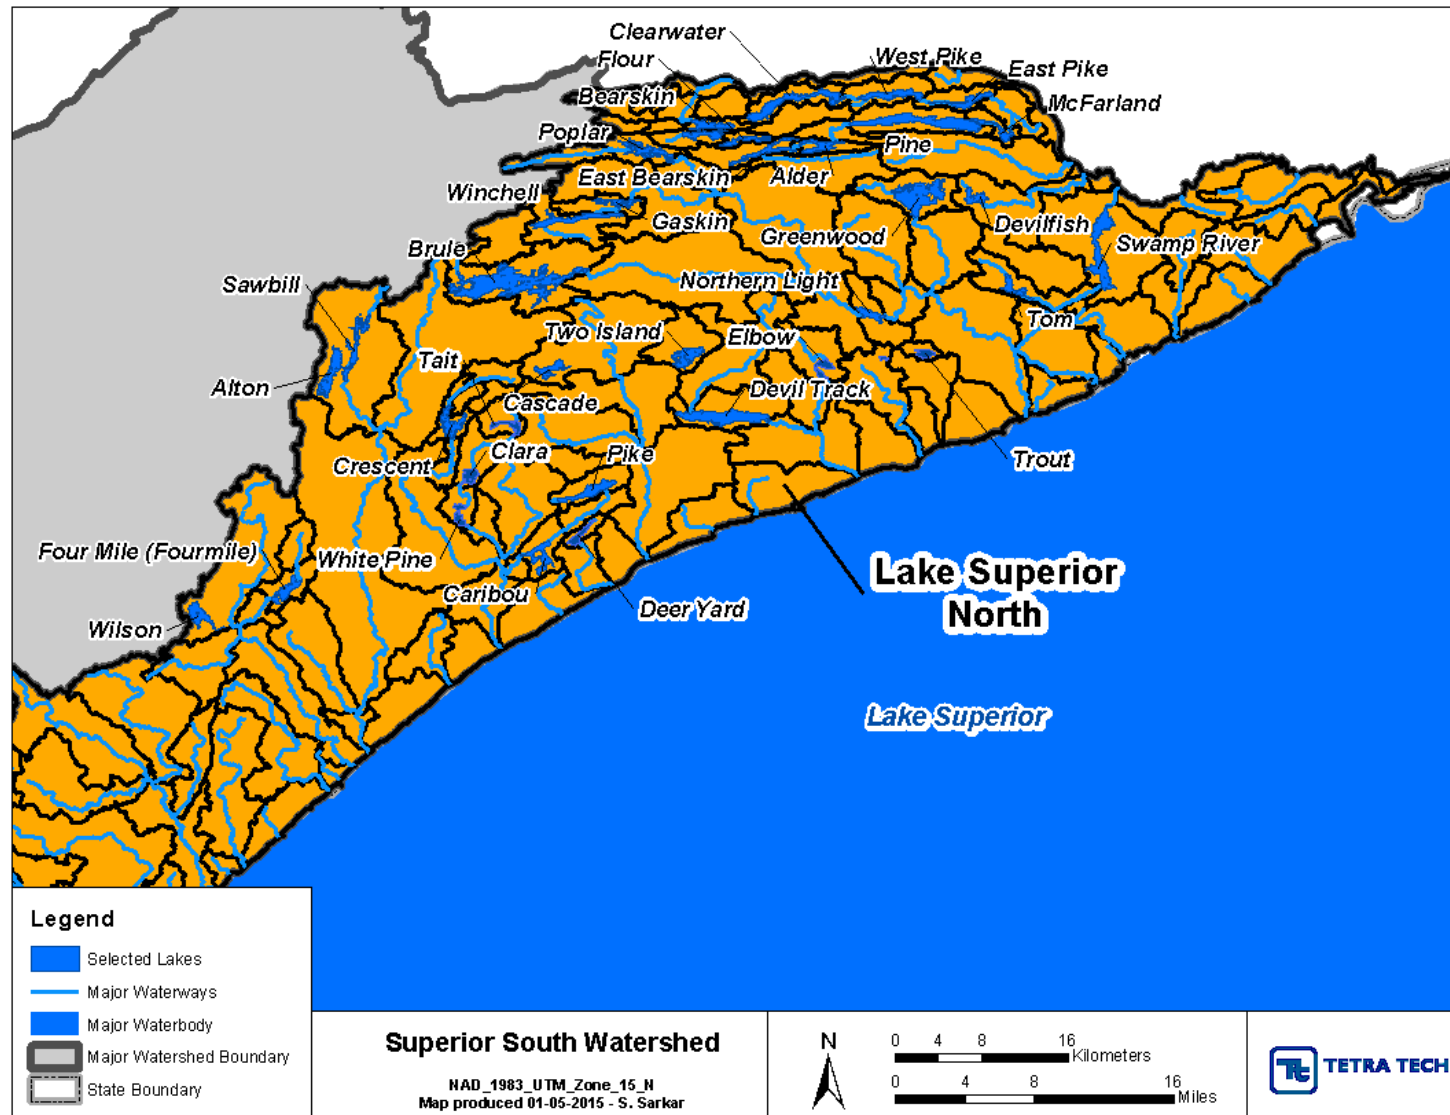 Clearwater
Flour
West Pike
East Pike
Bearskin
McFarland
Poplar
Pine
East Bearskin
Alder
Winchell
Gaskin
Greenwood
Devilfish
Brule
Swamp River
Sawbill
Northern Light
Two Island
Elbow
Tom
Tait
Alton
Cascade
Devil Track
Crescent
Clara
Pike
Trout
Four Mile (Fourmile)
White Pine
Caribou
Deer Yard
Wilson
Lake Superior
North
Lake Superior
Legend
Selected Lakes
Major Waterways
Major Waterbody
Major Watershed Boundary
State Boundary
Superior South Watershed
NAD_1983_UTM_Zone_15_N
Map produced 01-05-2015 - S. Sarkar
N
0 4 8 16
Kilometers
0 4 8 16
Miles
Tt
TETRA TECH